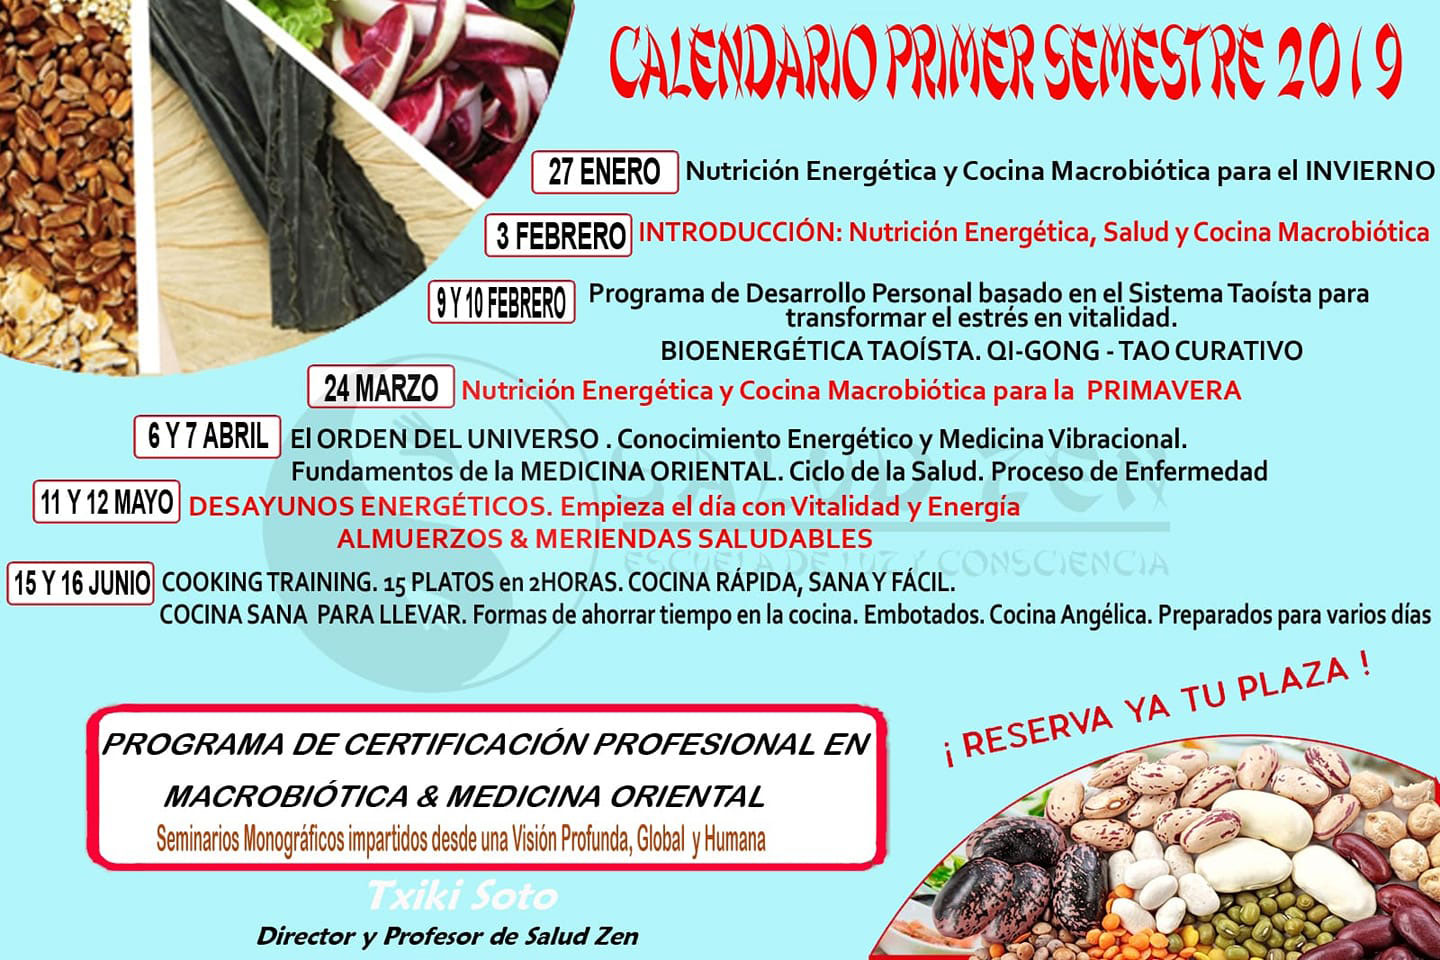 CALENDARIO PRIMER SEMESTRE 2019
27 ENERO Nutrición Energética y Cocina Macrobiótica para el INVIERNO
3 FEBRERO INTRODUCCIÓN: Nutrición Energética, Salud y Cocina Macrobiótica
9 Y 10 FEBRERO Programa de Desarrollo Personal basado en el Sistema Taoísta para
transformar el estrés en vitalidad.
BIOENERGÉTICA TAOÍSTA. QI-GONG - TAO CURATIVO
24 MARZO Nutrición Energética y Cocina Macrobiótica para la PRIMAVERA
6 Y 7 ABRIL El ORDEN DEL UNIVERSO . Conocimiento Energético y Medicina Vibracional.
Fundamentos de la MEDICINA ORIENTAL. Ciclo de la Salud. Proceso de Enfermedad
SALUD ZEN
11 Y 12 MAYO DESAYUNOS ENERGÉTICOS. Empieza el día con Vitalidad y Energía
ALMUERZOS & MERIENDAS SALUDABLES
ESCUELA DE LUZ Y CONSCIENCIA
15 Y 16 JUNIO COOKING TRAINING. 15 PLATOS en 2HORAS. COCINA RÁPIDA, SANA Y FÁCIL.
COCINA SANA PARA LLEVAR. Formas de ahorrar tiempo en la cocina. Embotados. Cocina Angélica. Preparados para varios días
¡ RESERVA YA TU PLAZA !
PROGRAMA DE CERTIFICACIÓN PROFESIONAL EN
MACROBIÓTICA & MEDICINA ORIENTAL
Seminarios Monográficos impartidos desde una Visión Profunda, Global y Humana
Txiki Soto
Director y Profesor de Salud Zen